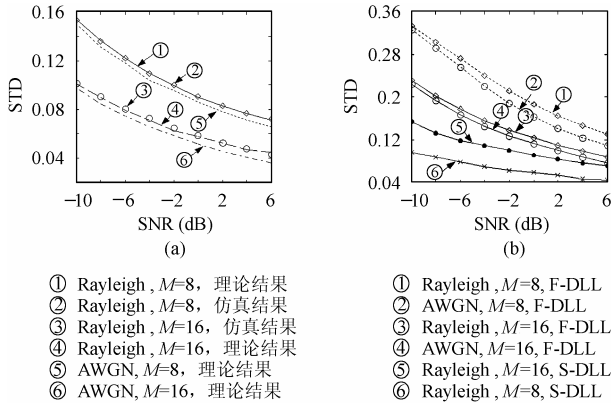 0.16
0.12
0.08
0.04
STD
①
②
③
④
⑤
⑥
−10
−6
−2
2
6
SNR (dB)
(a)
0.36
0.28
0.2
0.12
0.04
STD
②
①
④
③
⑤
⑥
−10
−6
−2
2
6
SNR (dB)
(b)
① Rayleigh , M=8，理论结果
② Rayleigh , M=8，仿真结果
③ Rayleigh , M=16，仿真结果
④ Rayleigh , M=16，理论结果
⑤ AWGN, M=8，理论结果
⑥ AWGN, M=16，理论结果
① Rayleigh , M=8, F-DLL
② AWGN, M=8, F-DLL
③ Rayleigh , M=16, F-DLL
④ AWGN, M=16, F-DLL
⑤ Rayleigh , M=16, S-DLL
⑥ Rayleigh , M=8, S-DLL